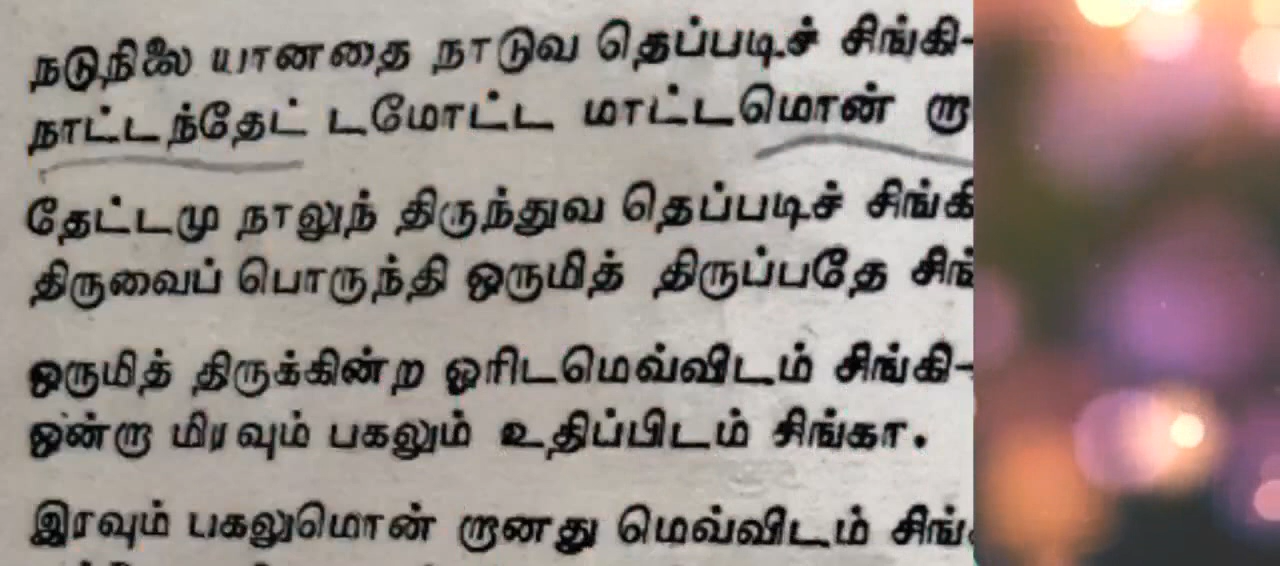 நடுநிலை யானதை நாடுவ தெப்படிச் சிங்கி-
நாட்டந்தேட் டமோட்ட மாட்டமொன் றா
தேட்டமு நாலுந் திருந்துவ தெப்படிச் சிங்கி
திருவைப் பொருந்தி ஒருமித் திருப்பதே சிங்
ஒருமித் திருக்கின்ற ஓரிடமெவ்விடம் சிங்கி-
ஒன்றா மிரவும் பகலும் உதிப்பிடம் சிங்கா.
இரவும் பகலுமொன் றானது மெவ்விடம் சிங்